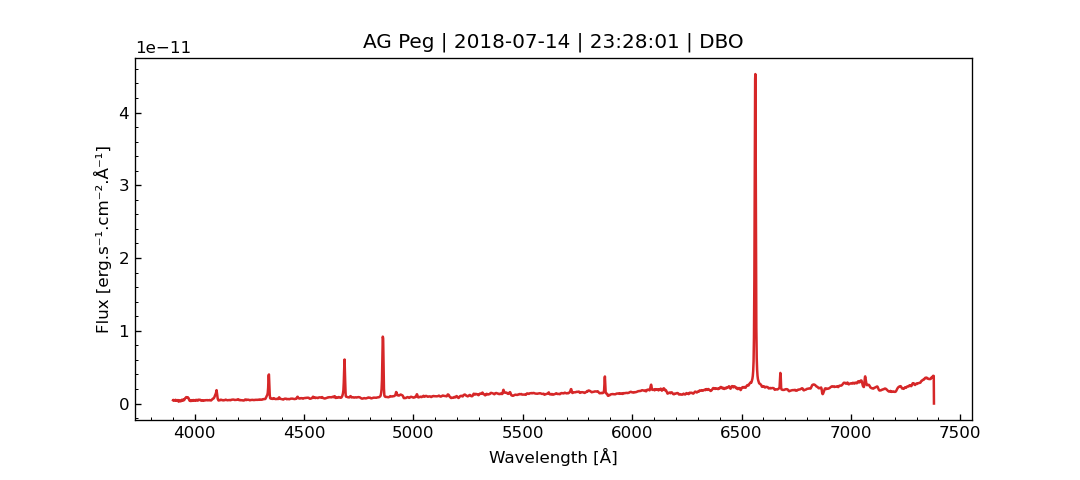 AG Peg | 2018-07-14 | 23:28:01 | DBO
1e−11
Flux [erg.s⁻¹.cm⁻².Å⁻¹]
4
3
2
1
0
4000 4500 5000 5500 6000 6500 7000 7500
Wavelength [Å]